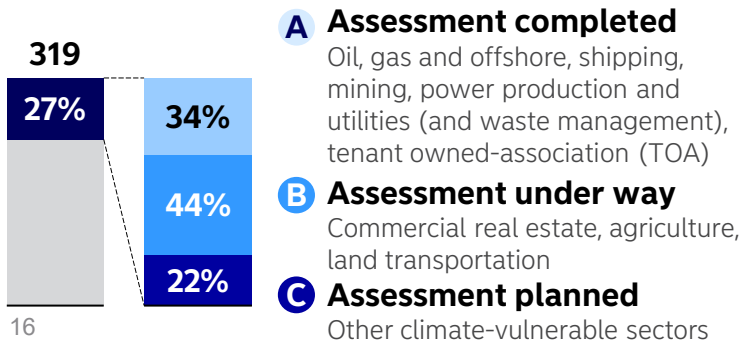 319
27%
34%
44%
22%
A Assessment completed
Oil, gas and offshore, shipping,
mining, power production and
utilities (and waste management),
tenant owned-association (TOA)
B Assessment under way
Commercial real estate, agriculture,
land transportation
C Assessment planned
Other climate-vulnerable sectors
16